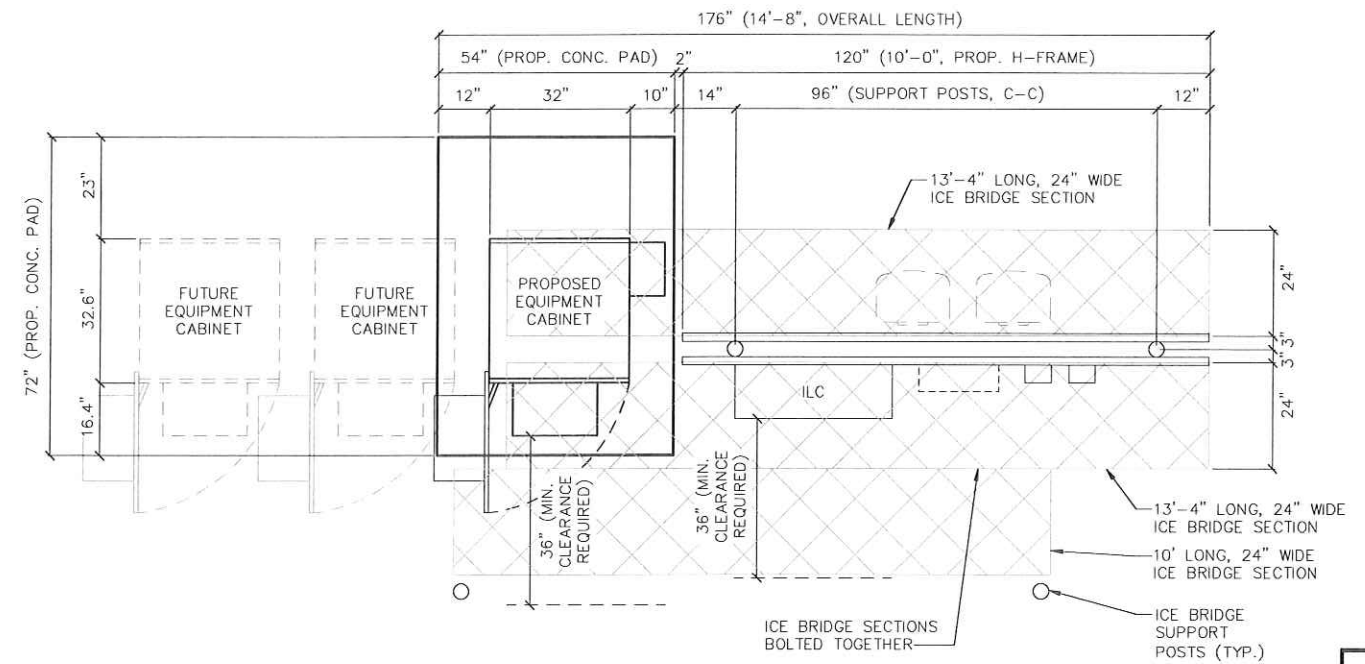 176" (14'-8", OVERALL LENGTH)
54" (PROP. CONC. PAD)
2"
120" (10'-0", PROP. H-FRAME)
12"
32"
10"
14"
96" (SUPPORT POSTS, C-C)
12"
13'-4" LONG, 24" WIDE
ICE BRIDGE SECTION
72" (PROP. CONC. PAD)
23"
32.6"
16.4"
FUTURE
EQUIPMENT
CABINET
FUTURE
EQUIPMENT
CABINET
PROPOSED
EQUIPMENT
CABINET
24"
3"
3"
24"
ILC
36" (MIN.
CLEARANCE
REQUIRED)
36" (MIN.
CLEARANCE
REQUIRED)
13'-4" LONG, 24" WIDE
ICE BRIDGE SECTION
10' LONG, 24" WIDE
ICE BRIDGE SECTION
ICE BRIDGE
SUPPORT
POSTS (TYP.)
ICE BRIDGE SECTIONS
BOLTED TOGETHER